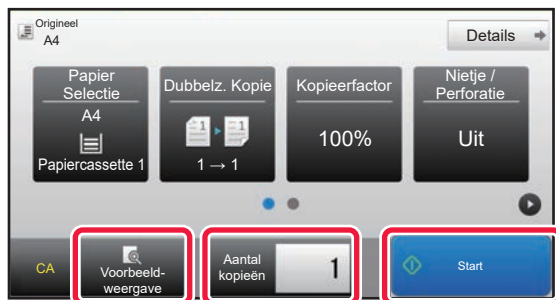 Origineel
A4
Details
Papier
Selectie
A4
Papiercassette 1
Dubbelz. Kopie
1 → 1
Kopieerfactor
100%
Nietje /
Perforatie
Uit
CA
Voorbeeld-
weergave
Aantal
kopieën
1
Start